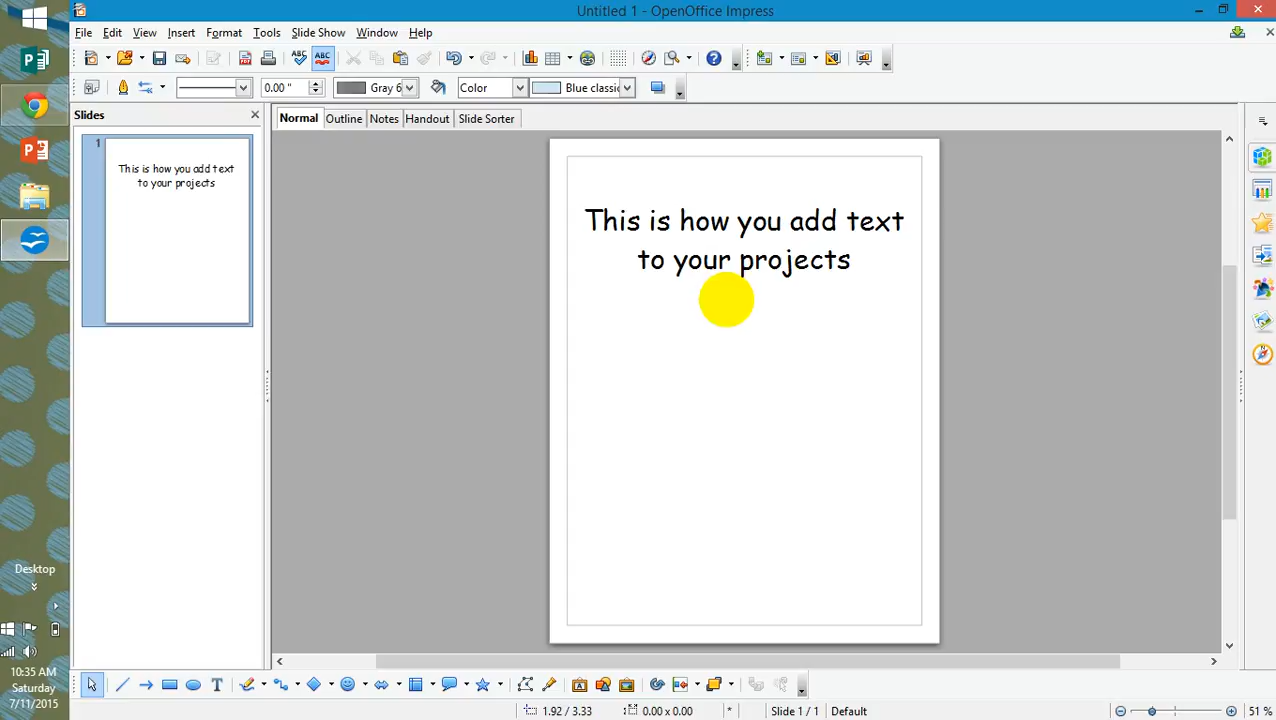 Untitled 1 - OpenOffice Impress
File Edit View Insert Format Tools Slide Show Window Help
0.00 " Gray 6 Color Blue classic
Slides
Normal Outline Notes Handout Slide Sorter
1
This is how you add text
to your projects
This is how you add text
to your projects
Desktop
10:35 AM
Saturday
7/11/2015
1.92 / 3.33 0.00 x 0.00 * Slide 1 / 1 Default 51 %